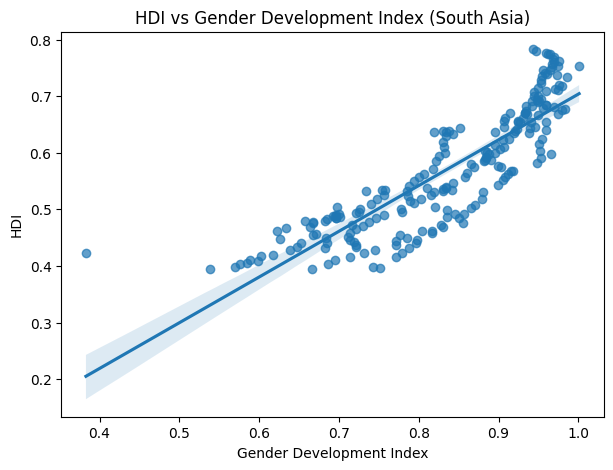 HDI vs Gender Development Index (South Asia)
0.8
0.7
0.6
0.5
0.4
0.3
0.2
HDI
0.4 0.5 0.6 0.7 0.8 0.9 1.0
Gender Development Index